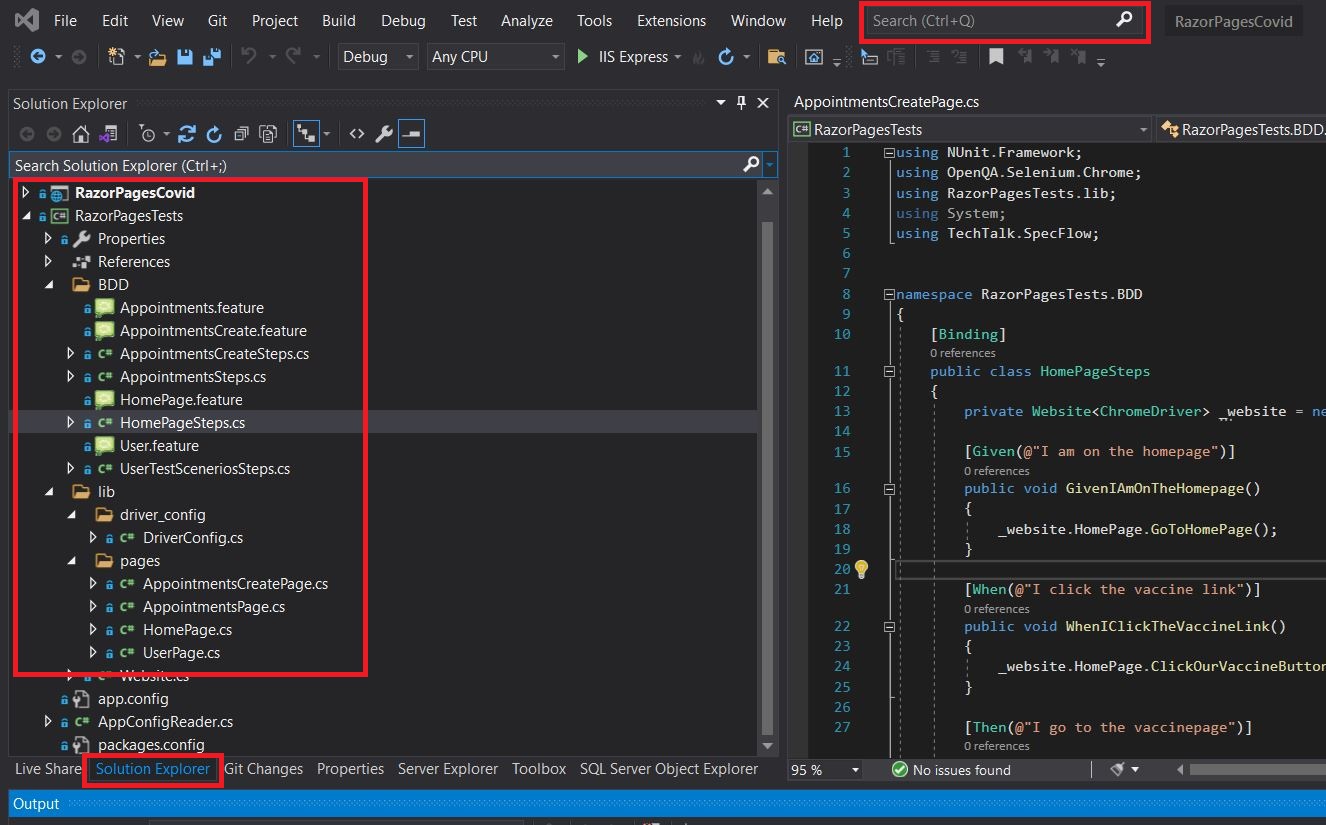 File Edit View Git Project Build Debug Test Analyze Tools Extensions Window Help Search (Ctrl+Q) RazorPagesCovid
Debug Any CPU IIS Express
Solution Explorer
Search Solution Explorer (Ctrl+;)
RazorPagesCovid
C# RazorPagesTests
Properties
References
BDD
Appointments.feature
AppointmentsCreate.feature
C# AppointmentsCreateSteps.cs
C# AppointmentsSteps.cs
HomePage.feature
C# HomePageSteps.cs
User.feature
C# UserTestSceneriosSteps.cs
lib
driver_config
C# DriverConfig.cs
pages
C# AppointmentsCreatePage.cs
C# AppointmentsPage.cs
C# HomePage.cs
C# UserPage.cs
C# Website.cs
app.config
C# AppConfigReader.cs
packages.config
Live Share Solution Explorer Git Changes Properties Server Explorer Toolbox SQL Server Object Explorer
AppointmentsCreatePage.cs
C# RazorPagesTests RazorPagesTests.BDD.
1 using NUnit.Framework;
2 using OpenQA.Selenium.Chrome;
3 using RazorPagesTests.lib;
4 using System;
5 using TechTalk.SpecFlow;
6
7
8 namespace RazorPagesTests.BDD
9 {
10 [Binding]
0 references
11 public class HomePageSteps
12 {
13 private Website<ChromeDriver> _website = ne
14
15 [Given(@"I am on the homepage")]
0 references
16 public void GivenIAmOnTheHomepage()
17 {
18 _website.HomePage.GoToHomePage();
19 }
20
21 [When(@"I click the vaccine link")]
0 references
22 public void WhenIClickTheVaccineLink()
23 {
24 _website.HomePage.ClickOurVaccineButton
25 }
26
27 [Then(@"I go to the vaccinepage")]
0 references
95 % No issues found
Output